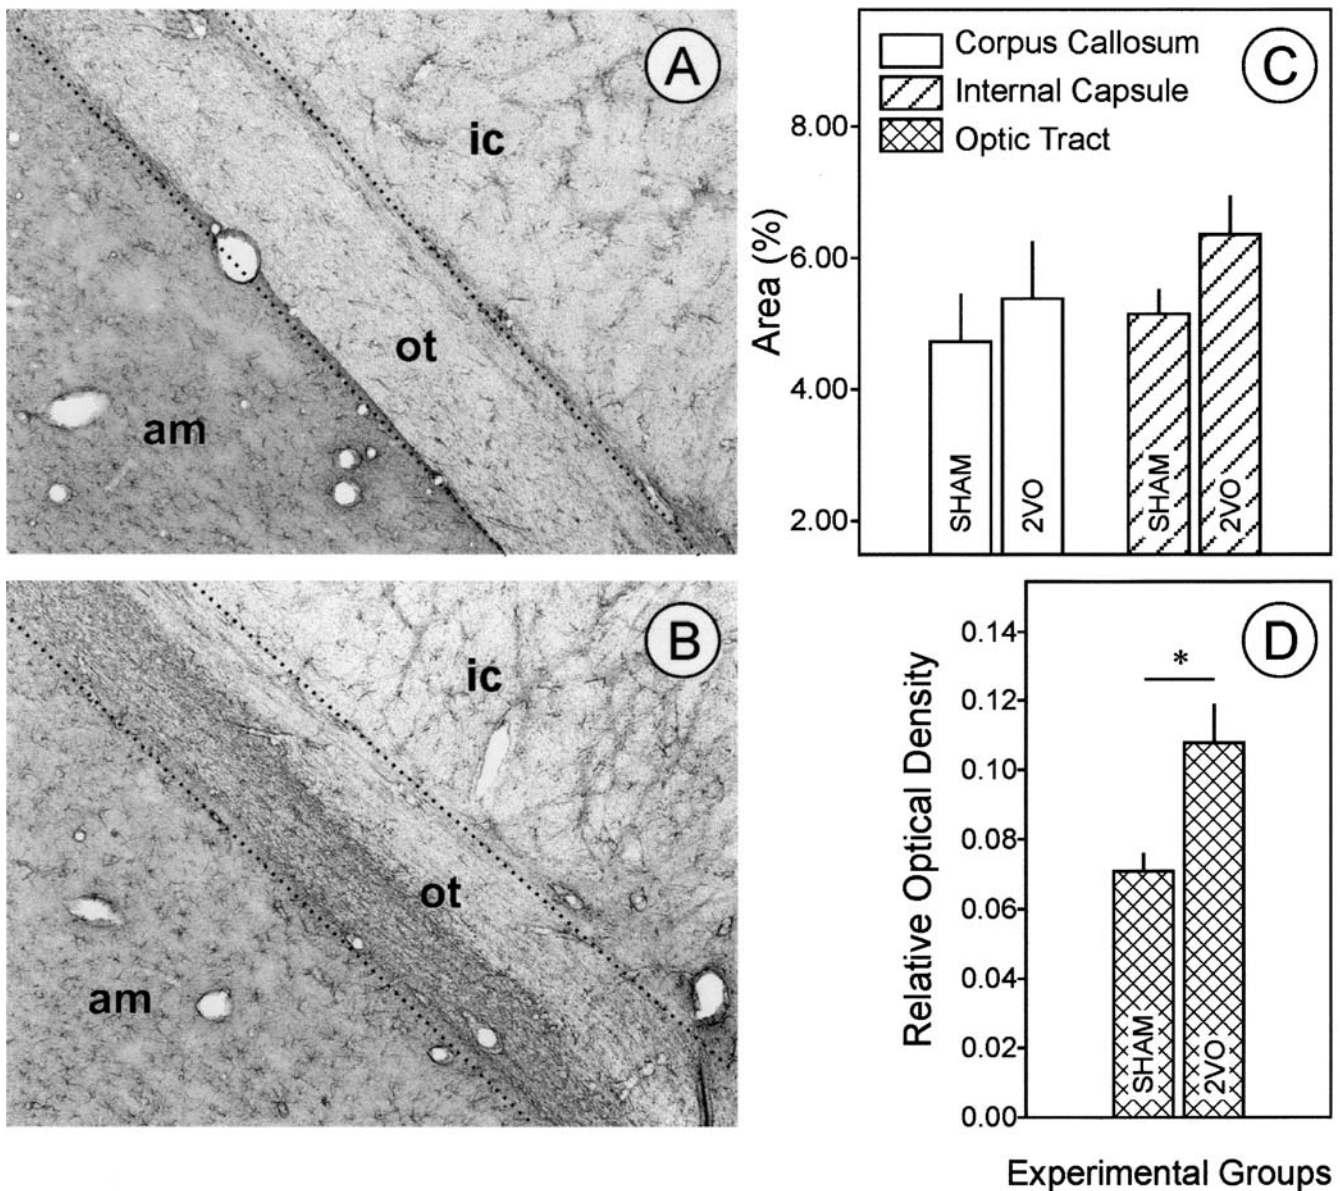 A
ic
ot
am
B
ic
ot
am
C
Corpus Callosum
Internal Capsule
Optic Tract
Area (%)
8.00
6.00
4.00
2.00
SHAM
2VO
SHAM
2VO
D
Relative Optical Density
0.14
0.12
0.10
0.08
0.06
0.04
0.02
0.00
*
SHAM
2VO
Experimental Groups